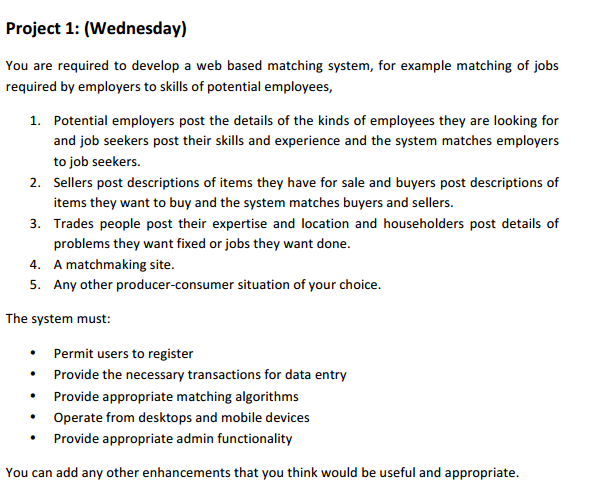 Project 1: (Wednesday)
You are required to develop a web based matching system, for example matching of jobs
required by employers to skills of potential employees,
1. Potential employers post the details of the kinds of employees they are looking for
and job seekers post their skills and experience and the system matches employers
to job seekers.
2. Sellers post descriptions of items they have for sale and buyers post descriptions of
items they want to buy and the system matches buyers and sellers.
3. Trades people post their expertise and location and householders post details of
problems they want fixed or jobs they want done.
4. A matchmaking site.
5. Any other producer-consumer situation of your choice.
The system must:
• Permit users to register
• Provide the necessary transactions for data entry
• Provide appropriate matching algorithms
• Operate from desktops and mobile devices
• Provide appropriate admin functionality
You can add any other enhancements that you think would be useful and appropriate.